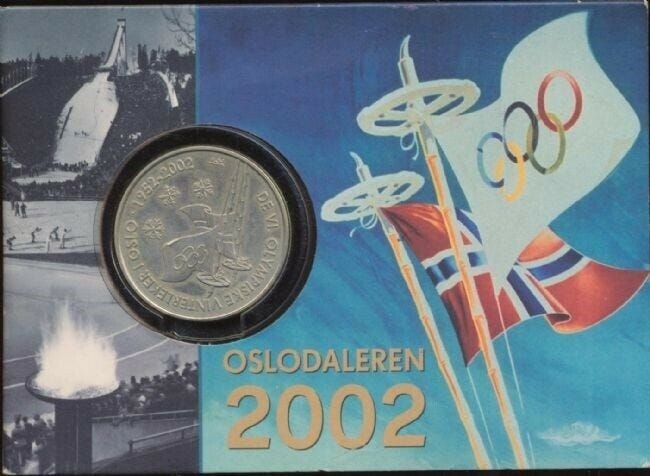 DE VI. OLYMPISKE VINTERLEKER I OSLO · 1952-2002
OSLODALEREN
2002